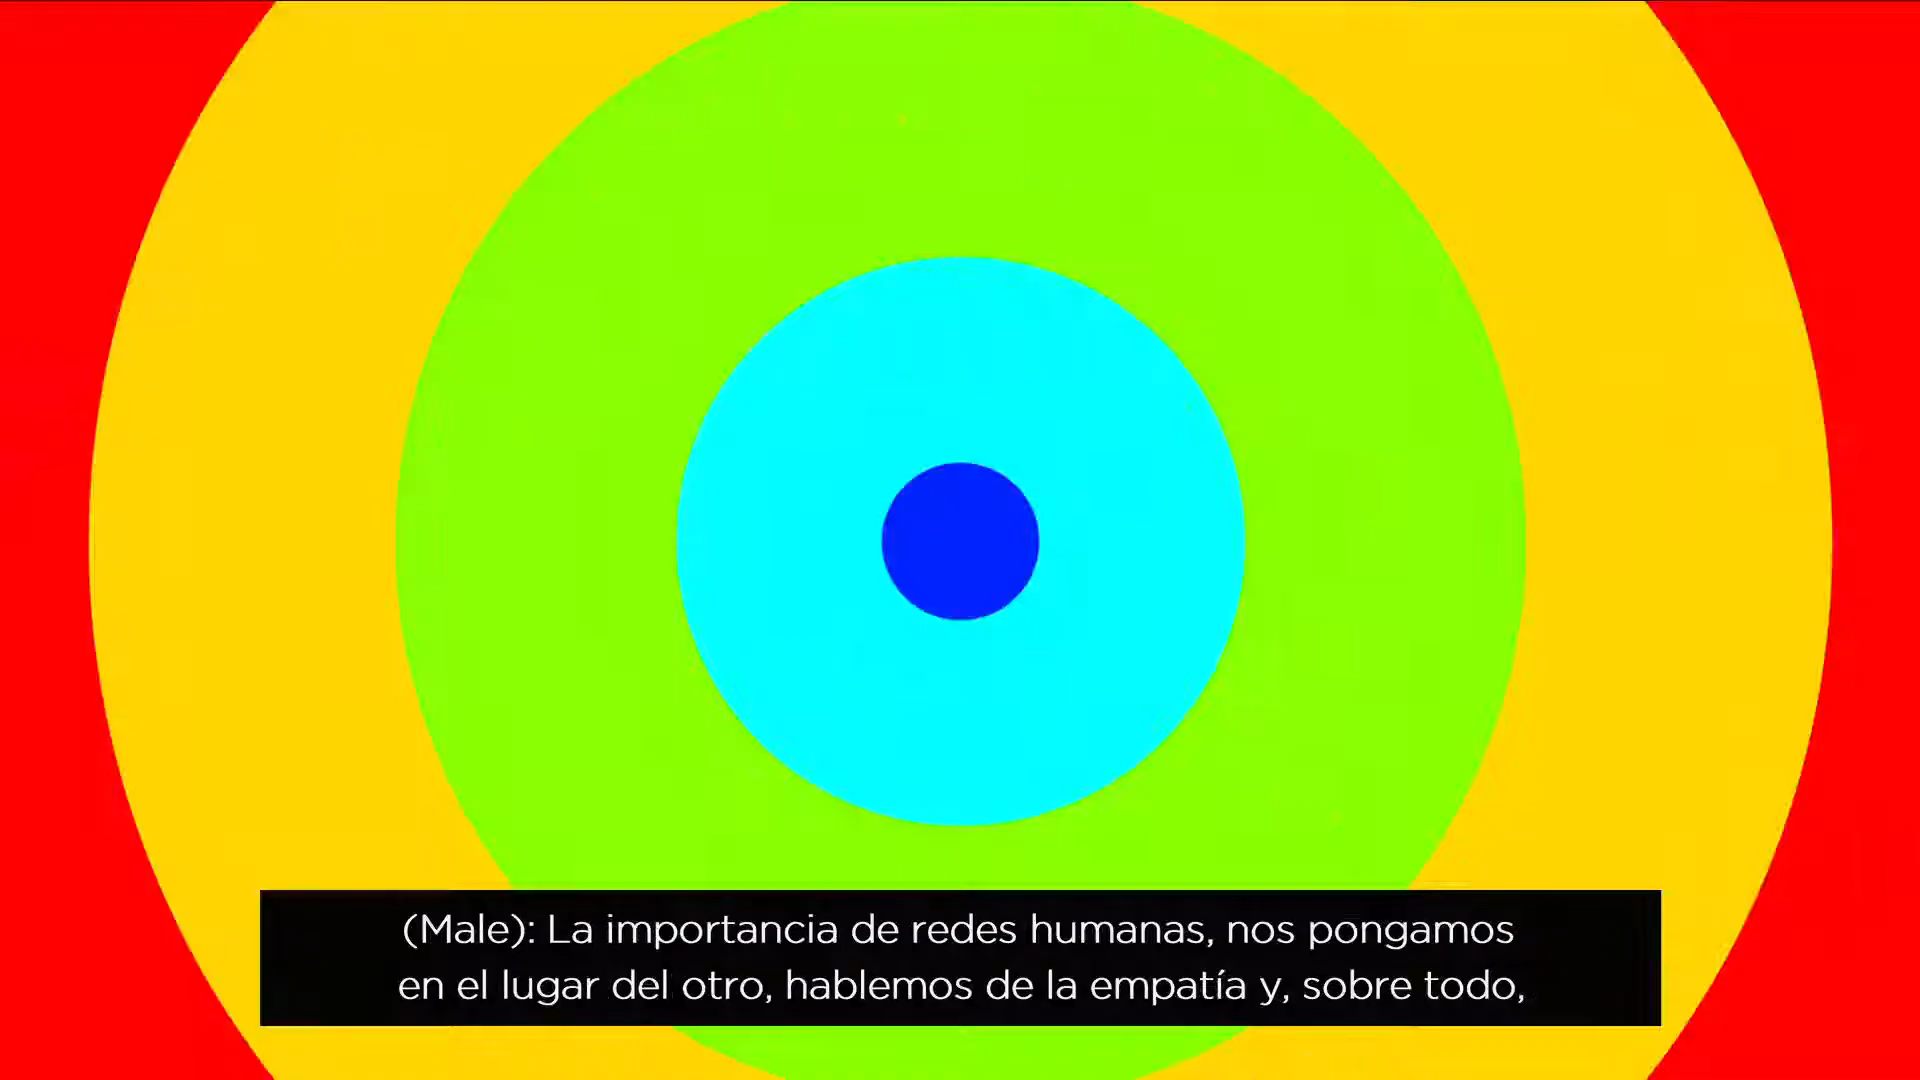 (Male): La importancia de redes humanas, nos pongamos
en el lugar del otro, hablemos de la empatía y, sobre todo,